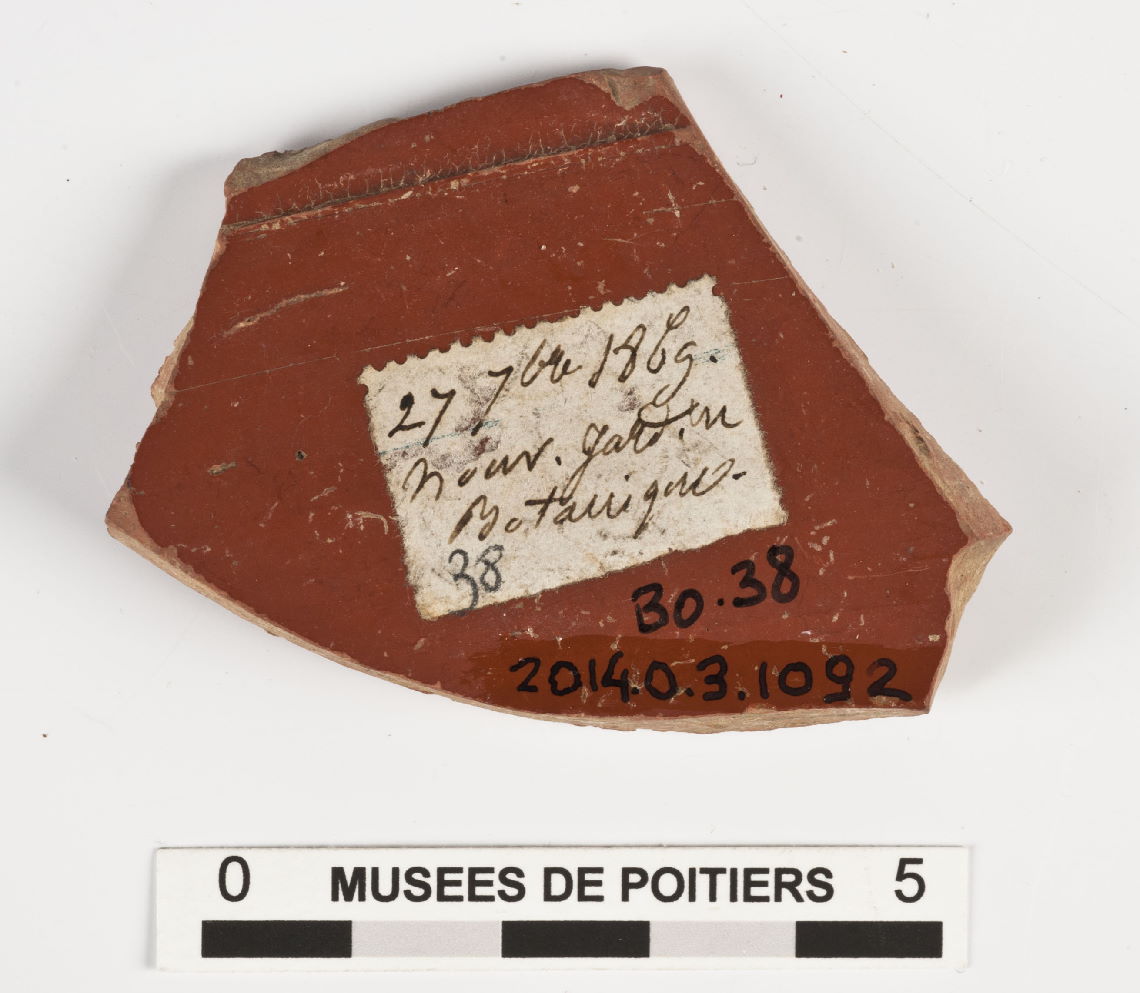 27 7bre 1869.
nouv. jardin
Botanique.
38
Bo.38
2014.0.3.1092
0 MUSEES DE POITIERS 5